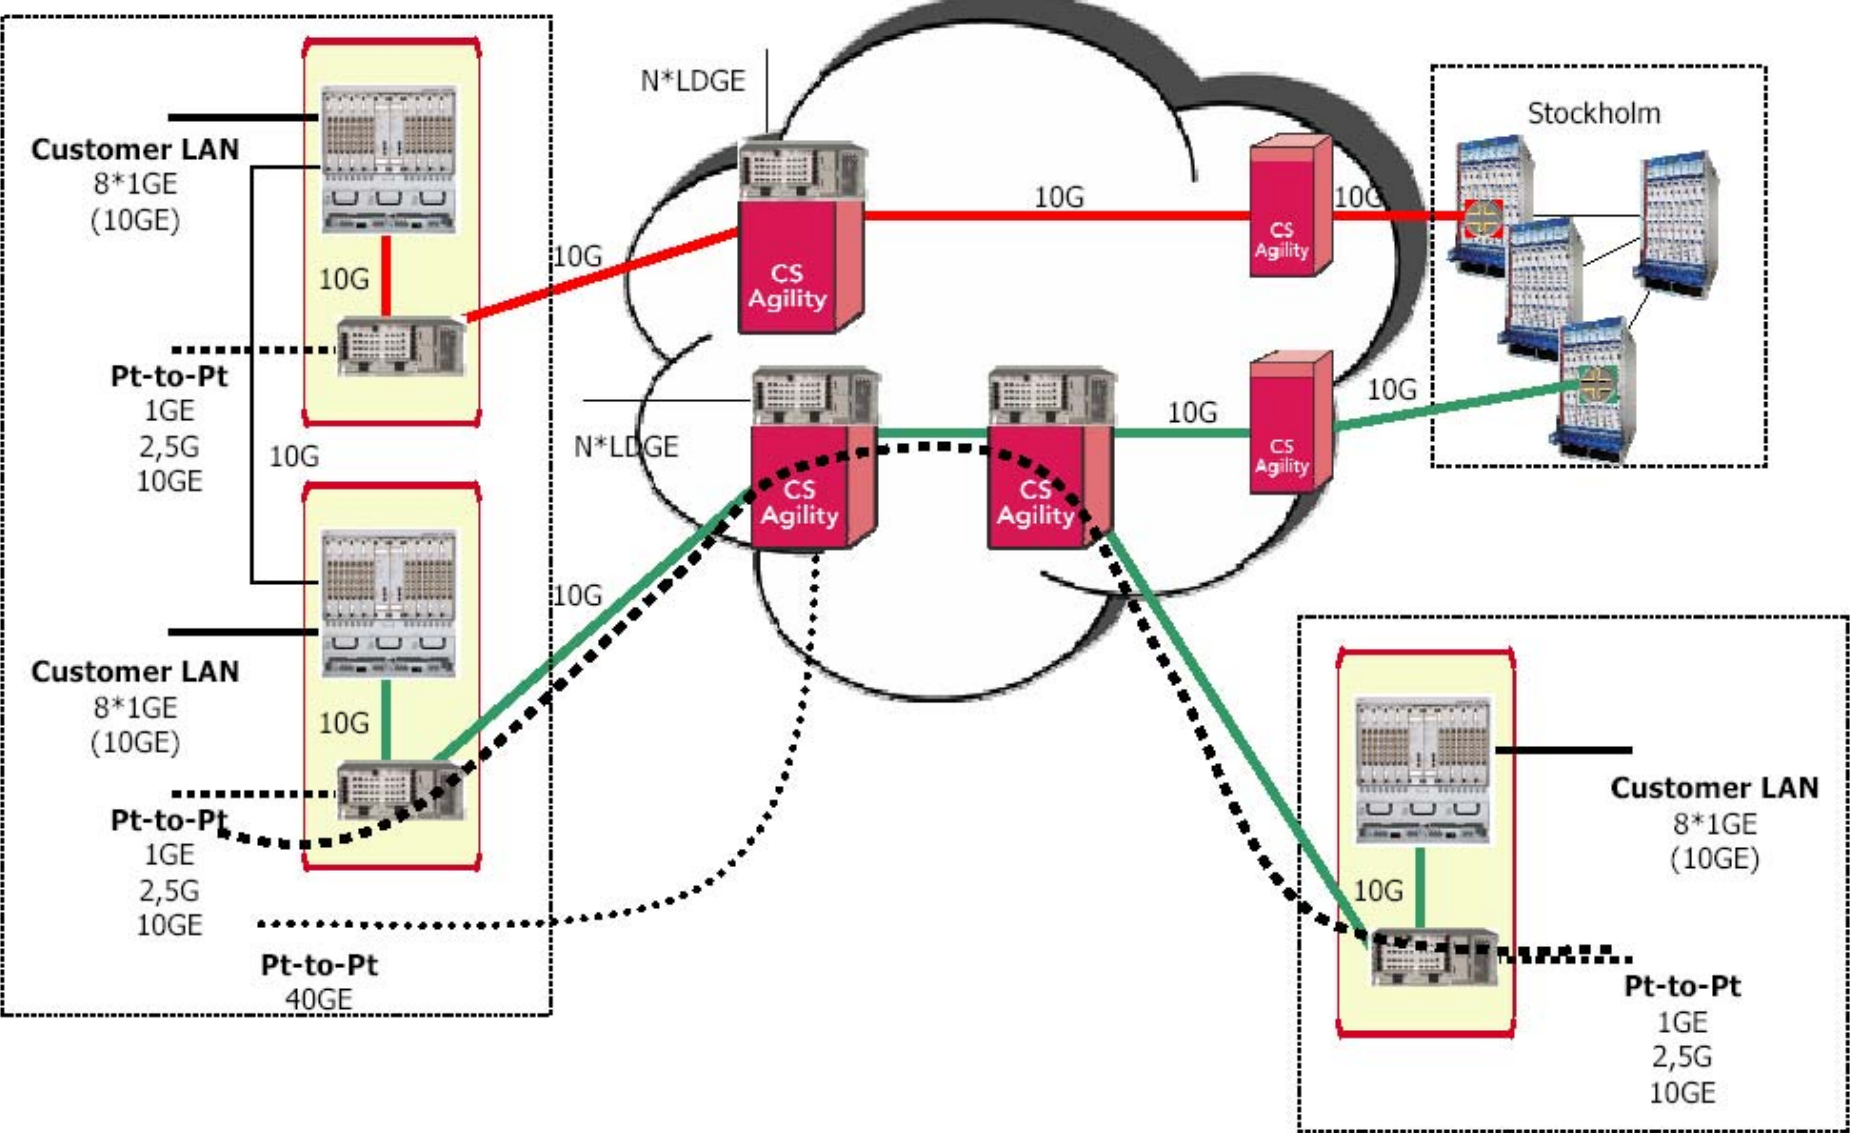 N*LDGE
Stockholm
Customer LAN
8*1GE
(10GE)
10G
10G
10G
10G
CS
Agility
CS
Agility
Pt-to-Pt
1GE
2,5G
10GE
10G
N*LDGE
10G
10G
CS
Agility
CS
Agility
CS
Agility
10G
Customer LAN
8*1GE
(10GE)
10G
Pt-to-Pt
1GE
2,5G
10GE
Pt-to-Pt
40GE
Customer LAN
8*1GE
(10GE)
10G
Pt-to-Pt
1GE
2,5G
10GE